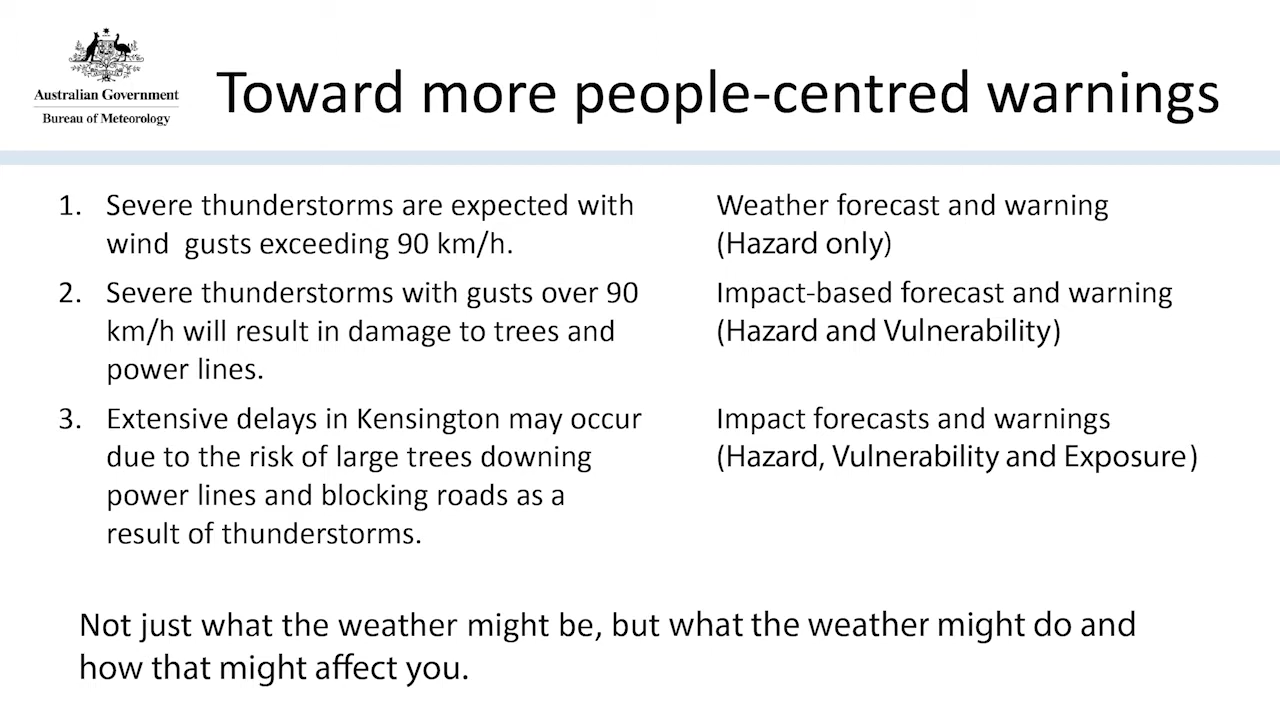 Australian Government
Bureau of Meteorology
Toward more people-centred warnings
1. Severe thunderstorms are expected with
wind gusts exceeding 90 km/h.
Weather forecast and warning
(Hazard only)
2. Severe thunderstorms with gusts over 90
km/h will result in damage to trees and
power lines.
Impact-based forecast and warning
(Hazard and Vulnerability)
3. Extensive delays in Kensington may occur
due to the risk of large trees downing
power lines and blocking roads as a
result of thunderstorms.
Impact forecasts and warnings
(Hazard, Vulnerability and Exposure)
Not just what the weather might be, but what the weather might do and
how that might affect you.